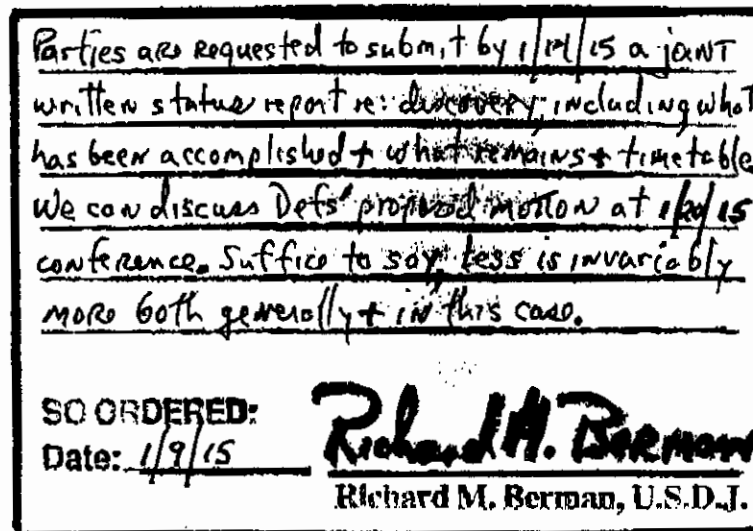 Parties are requested to submit by 1/14/15 a joint
written status report re: discovery, including what
has been accomplished + what remains + timetable.
We can discuss Defs' proposed motion at 1/20/15
conference. Suffice to say, less is invariably
more both generally + in this case.
SO ORDERED:
Date: 1/9/15
Richard M. Berman
Richard M. Berman, U.S.D.J.